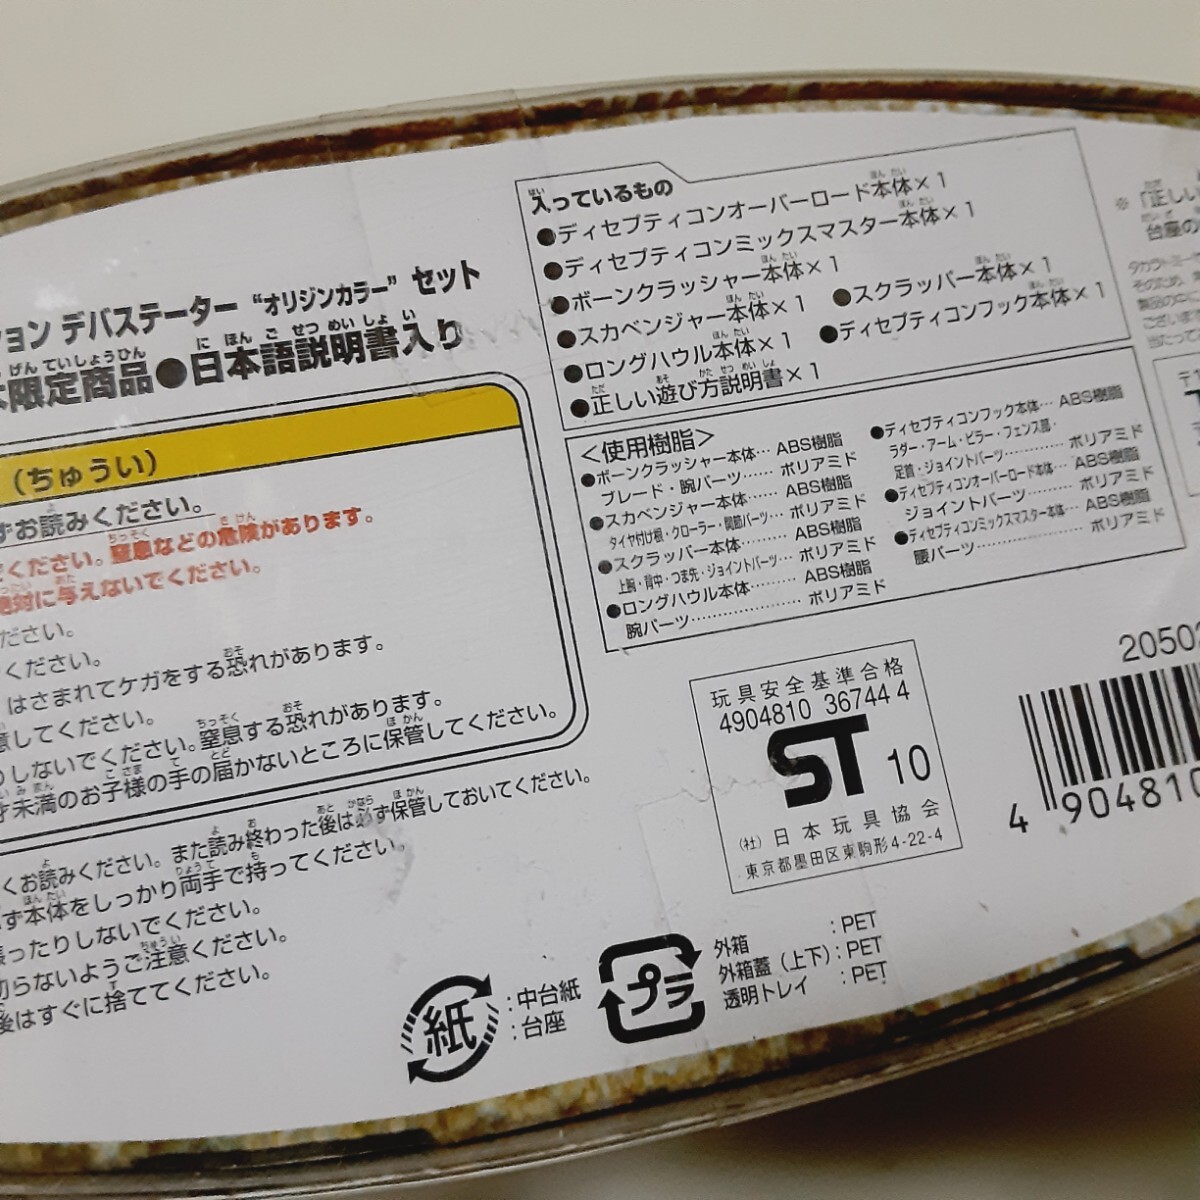 ション デバステーター “オリジンカラー” セット
限定商品●日本語説明書入り
(ちゅうい)
ずお読みください。
ください。窒息などの危険があります。
絶対に与えないでください。
ださい。
ください。
はさまれてケガをする恐れがあります。
してください。
しないでください。窒息する恐れがあります。
未満のお子様の手の届かないところに保管してください。
くお読みください。また読み終わった後は必ず保管しておいてください。
ず本体をしっかり両手で持ってください。
ったりしないでください。
らないようご注意ください。
後はすぐに捨ててください。
入っているもの
●ディセプティコンオーバーロード本体×1
●ディセプティコンミックスマスター本体×1
●ボーンクラッシャー本体×1
●スカベンジャー本体×1
●スクラッパー本体×1
●ロングハウル本体×1
●ディセプティコンフック本体×1
●正しい遊び方説明書×1
<使用樹脂>
●ボーンクラッシャー本体… ABS樹脂
ブレード・腕パーツ…… ポリアミド
●スカベンジャー本体…… ABS樹脂
タイヤ付け根・クローラー・関節パーツ… ポリアミド
●スクラッパー本体……… ABS樹脂
上胸・背中・つま先・ジョイントパーツ… ポリアミド
●ロングハウル本体……… ABS樹脂
腕パーツ………………… ポリアミド
●ディセプティコンフック本体… ABS樹脂
ラダー・アーム・ピラー・フェンス部・
足首・ジョイントパーツ……… ポリアミド
●ディセプティコンオーバーロード本体… ABS樹脂
ジョイントパーツ……… ポリアミド
●ディセプティコンミックスマスター本体… ABS樹脂
腰パーツ………………… ポリアミド
※「正しい
台座の
タカラトミー
そのため、
製品の中に
ございます
当たって
玩具安全基準合格
4904810 36744 4
ST 10
(社) 日本玩具協会
東京都墨田区東駒形4-22-4
20502
4 904810
紙
:中台紙
:台座
プラ
外箱 :PET
外箱蓋(上下):PET
透明トレイ :PET